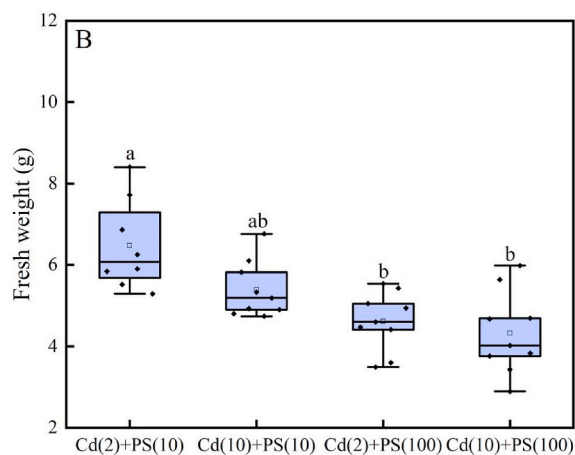 B
Fresh weight (g)
12
10
8
6
4
2
a
ab
b
b
Cd(2)+PS(10) Cd(10)+PS(10) Cd(2)+PS(100) Cd(10)+PS(100)